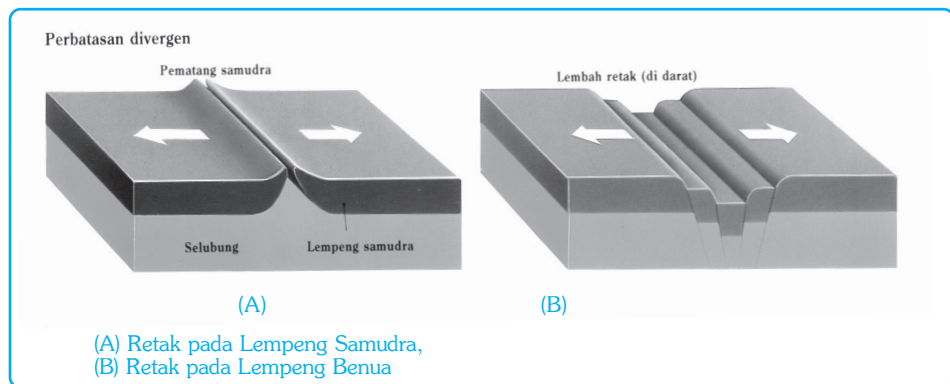 Perbatasan divergen
Pematang samudra
Lembah retak (di darat)
Selubung
Lempeng samudra
(A)
(B)
(A) Retak pada Lempeng Samudra,
(B) Retak pada Lempeng Benua